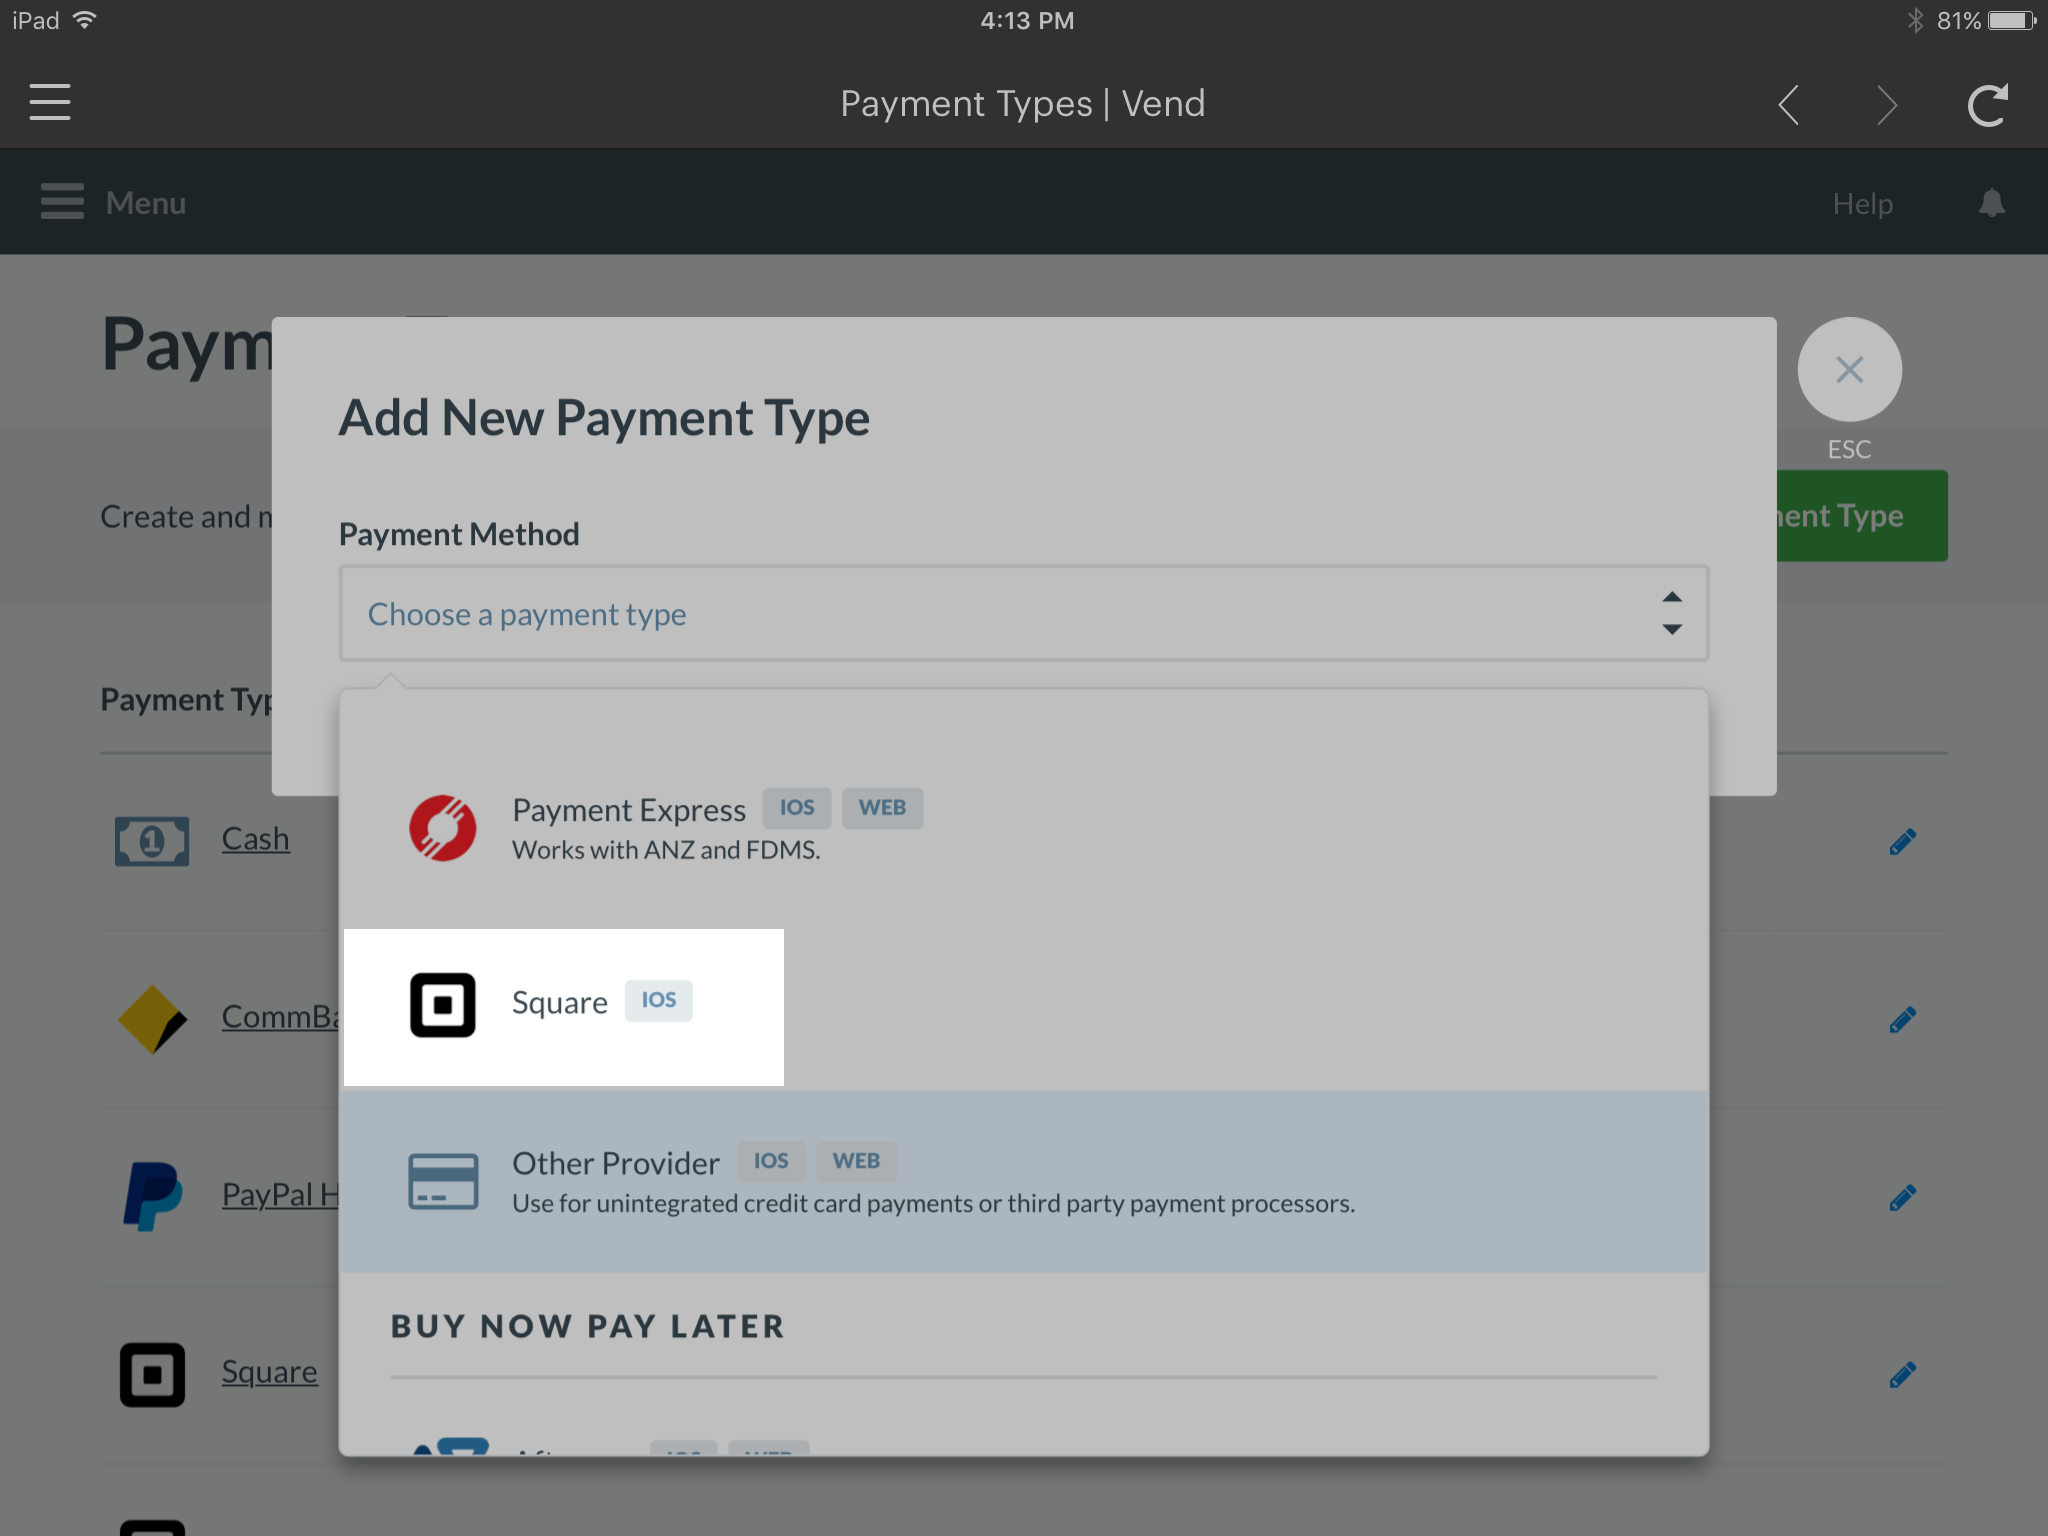 iPad 4:13 PM 81%
Payment Types | Vend
Menu Help
Paym
ESC
Add New Payment Type
Create and m
ment Type
Payment Method
Choose a payment type
Payment Typ
Payment Express IOS WEB
Works with ANZ and FDMS.
Cash
Square IOS
CommBa
Other Provider IOS WEB
Use for unintegrated credit card payments or third party payment processors.
PayPal H
BUY NOW PAY LATER
Square
IOS WEB